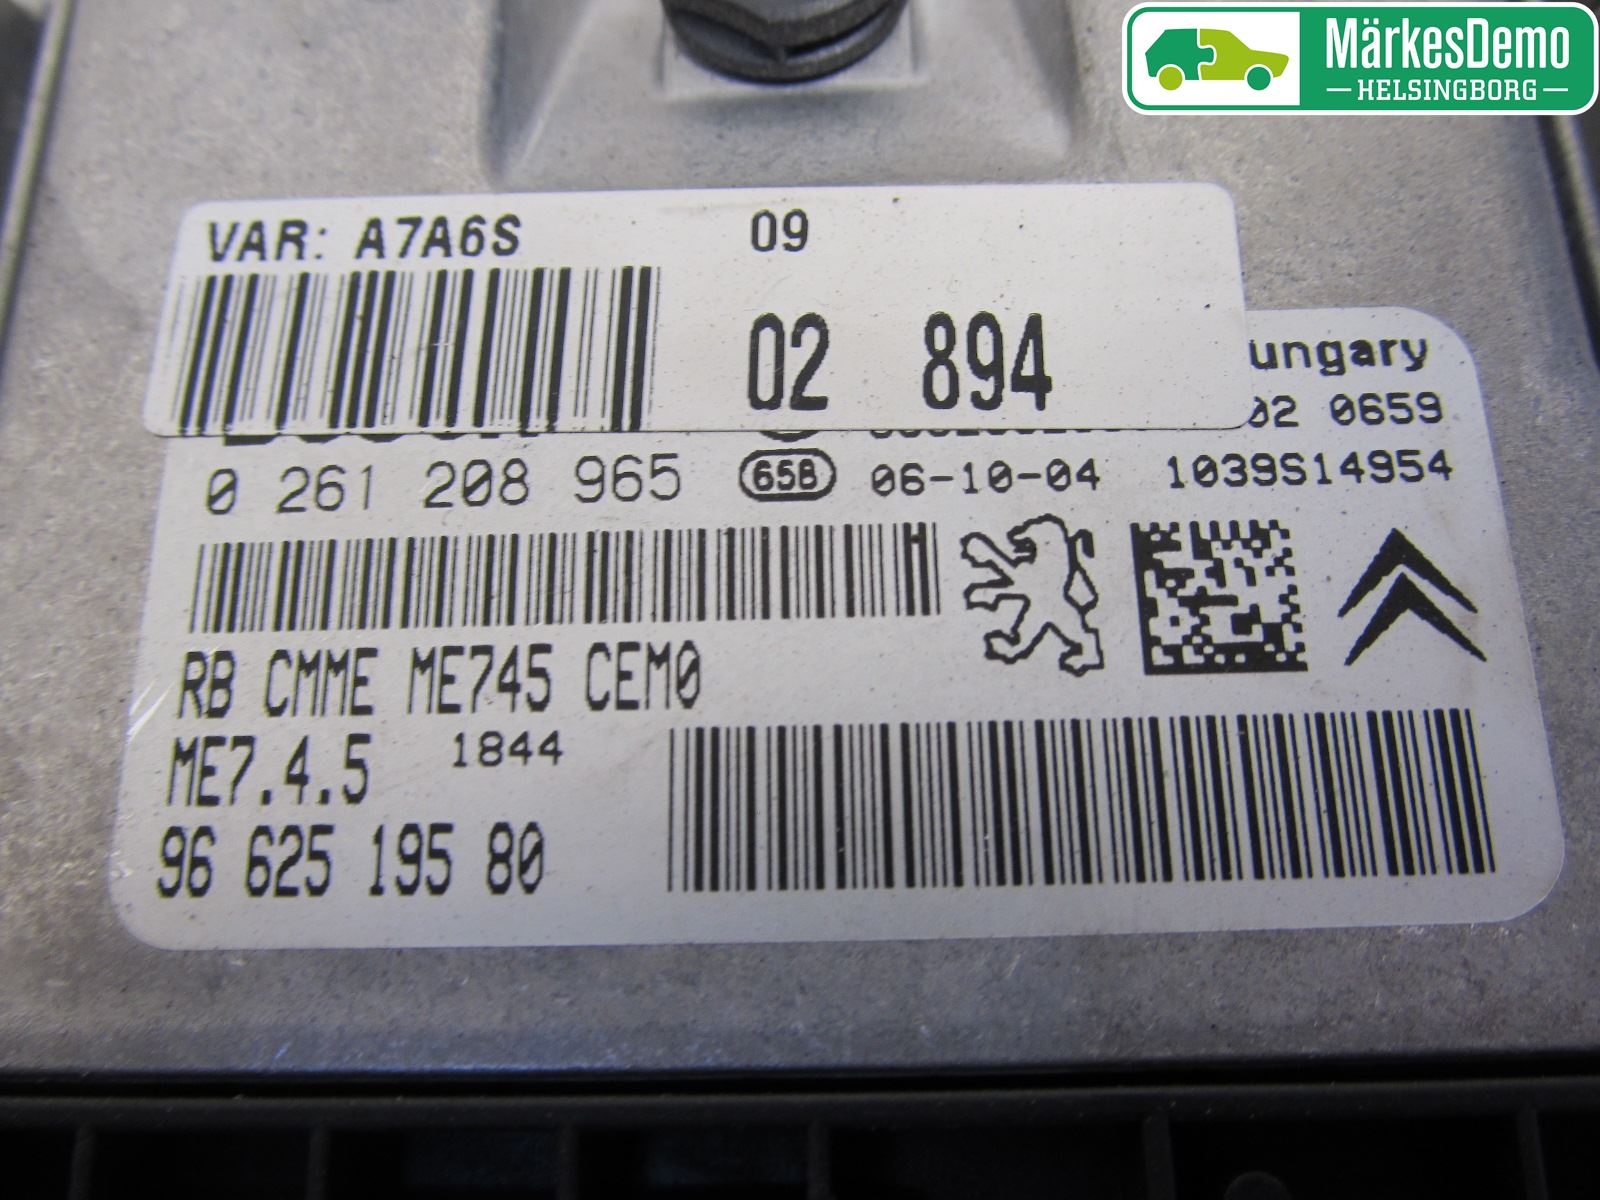 MärkesDemo
HELSINGBORG
VAR: A7A6S 09
02 894
ungary
02 0659
0 261 208 965 658 06-10-04 1039S14954
RB CMME ME745 CEM0
ME7.4.5 1844
96 625 195 80